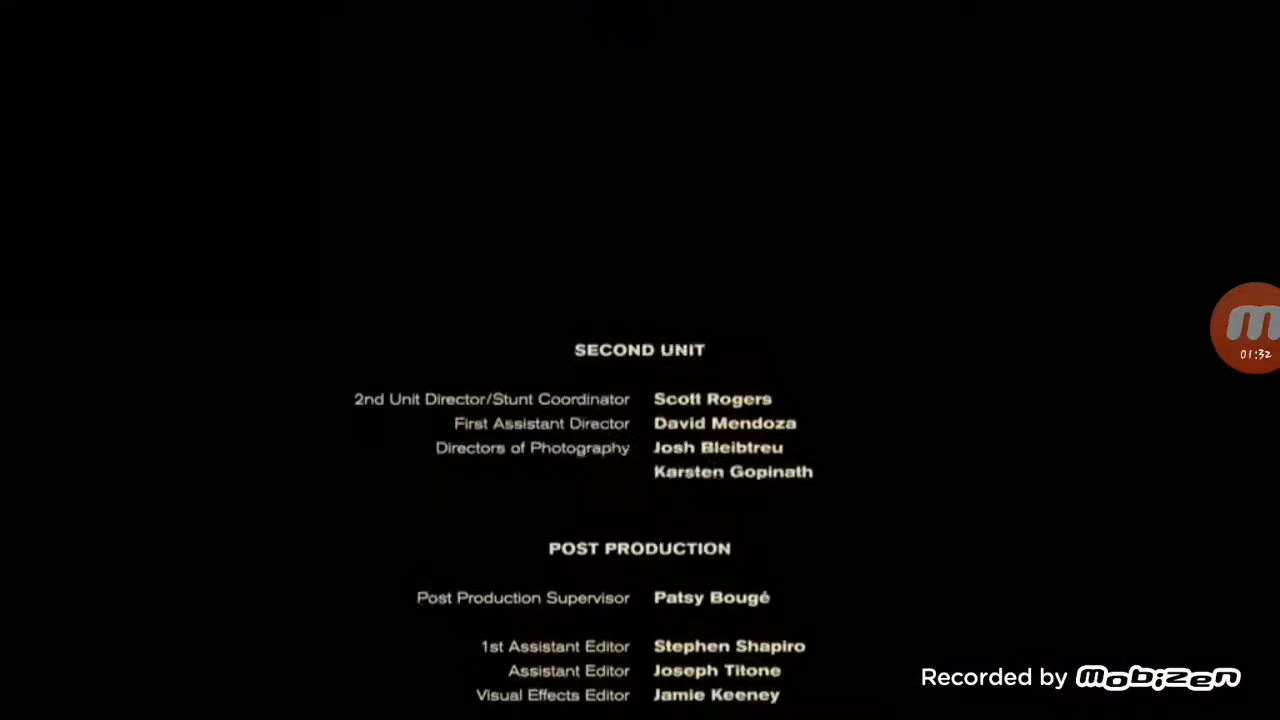 SECOND UNIT
2nd Unit Director/Stunt Coordinator Scott Rogers
First Assistant Director David Mendoza
Directors of Photography Josh Bleibtreu
Karsten Gopinath
POST PRODUCTION
Post Production Supervisor Patsy Bougé
1st Assistant Editor Stephen Shapiro
Assistant Editor Joseph Titone
Visual Effects Editor Jamie Keeney
01:32
Recorded by mobizen